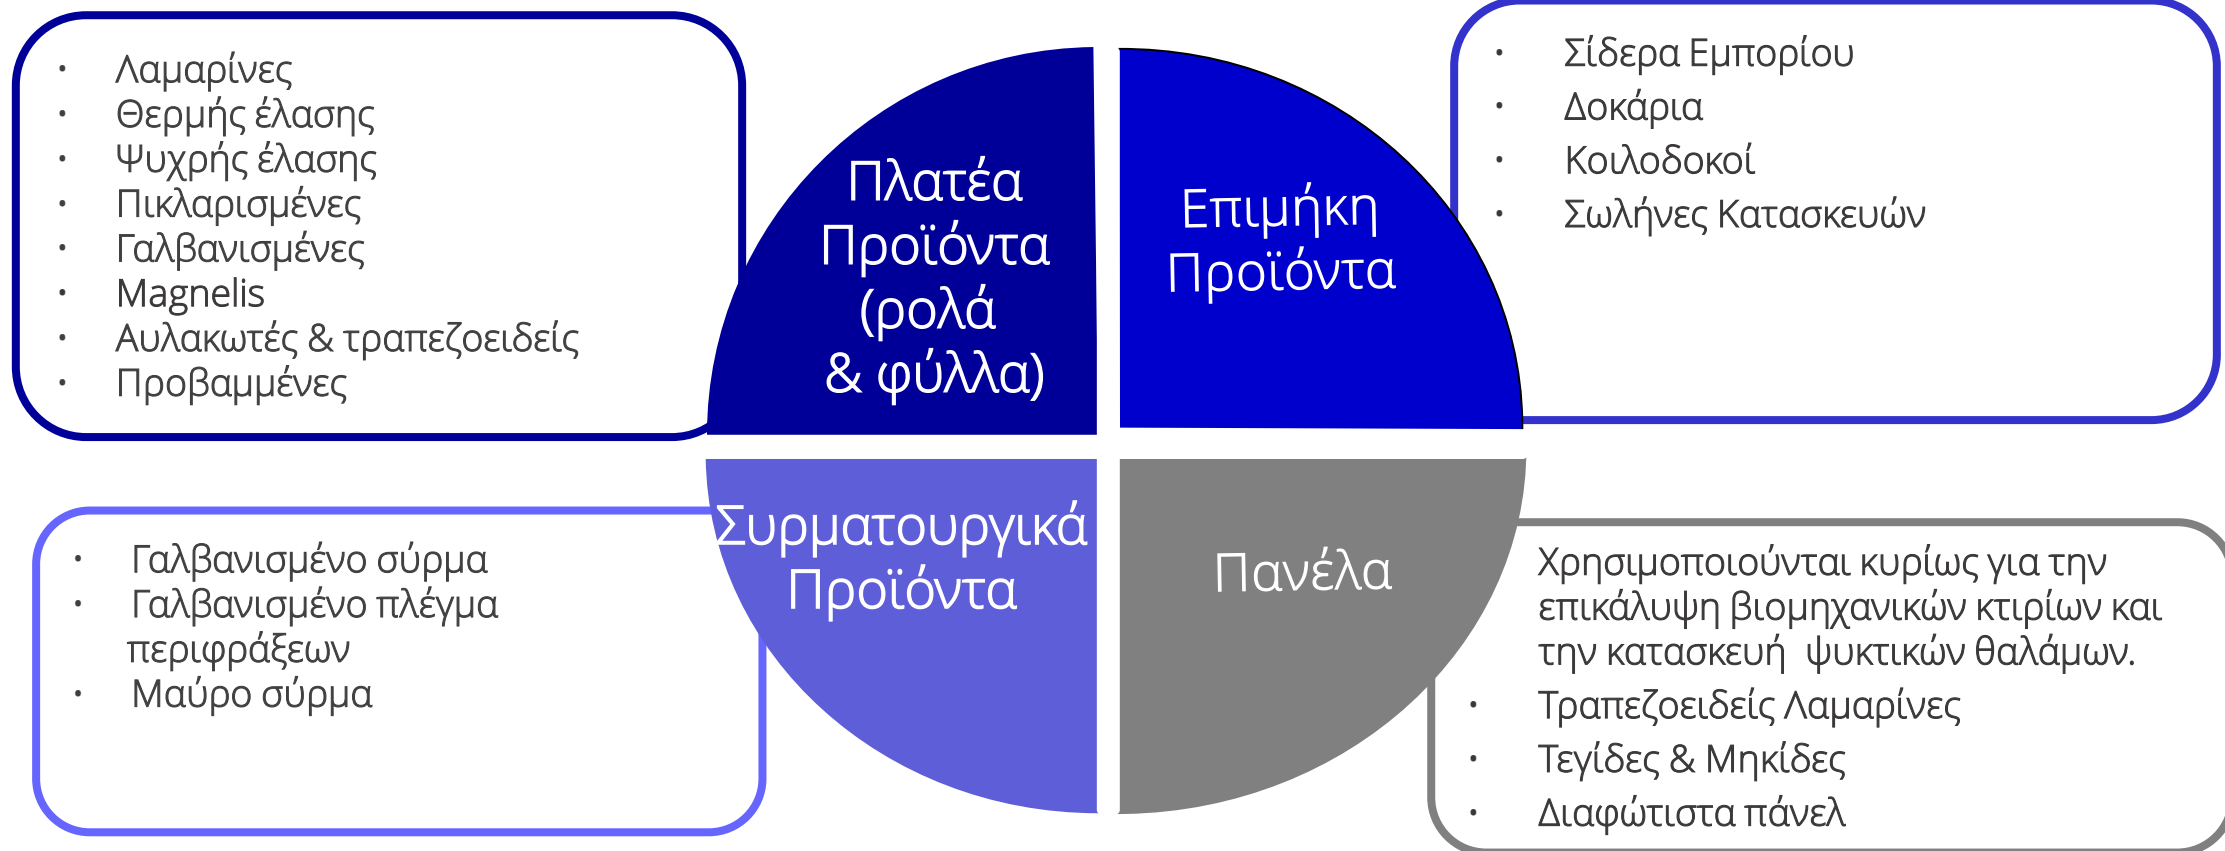 • Λαμαρίνες
• Θερμής έλασης
• Ψυχρής έλασης
• Πικλαρισμένες
• Γαλβανισμένες
• Magnelis
• Αυλακωτές & τραπεζοειδείς
• Προβαμμένες
Πλατέα
Προϊόντα
(ρολά
& φύλλα)
Επιμήκη
Προϊόντα
• Σίδερα Εμπορίου
• Δοκάρια
• Κοιλοδοκοί
• Σωλήνες Κατασκευών
• Γαλβανισμένο σύρμα
• Γαλβανισμένο πλέγμα
περιφράξεων
• Μαύρο σύρμα
Συρματουργικά
Προϊόντα
Πανέλα
Χρησιμοποιούνται κυρίως για την
επικάλυψη βιομηχανικών κτιρίων και
την κατασκευή ψυκτικών θαλάμων.
• Τραπεζοειδείς Λαμαρίνες
• Τεγίδες & Μηκίδες
• Διαφώτιστα πάνελ